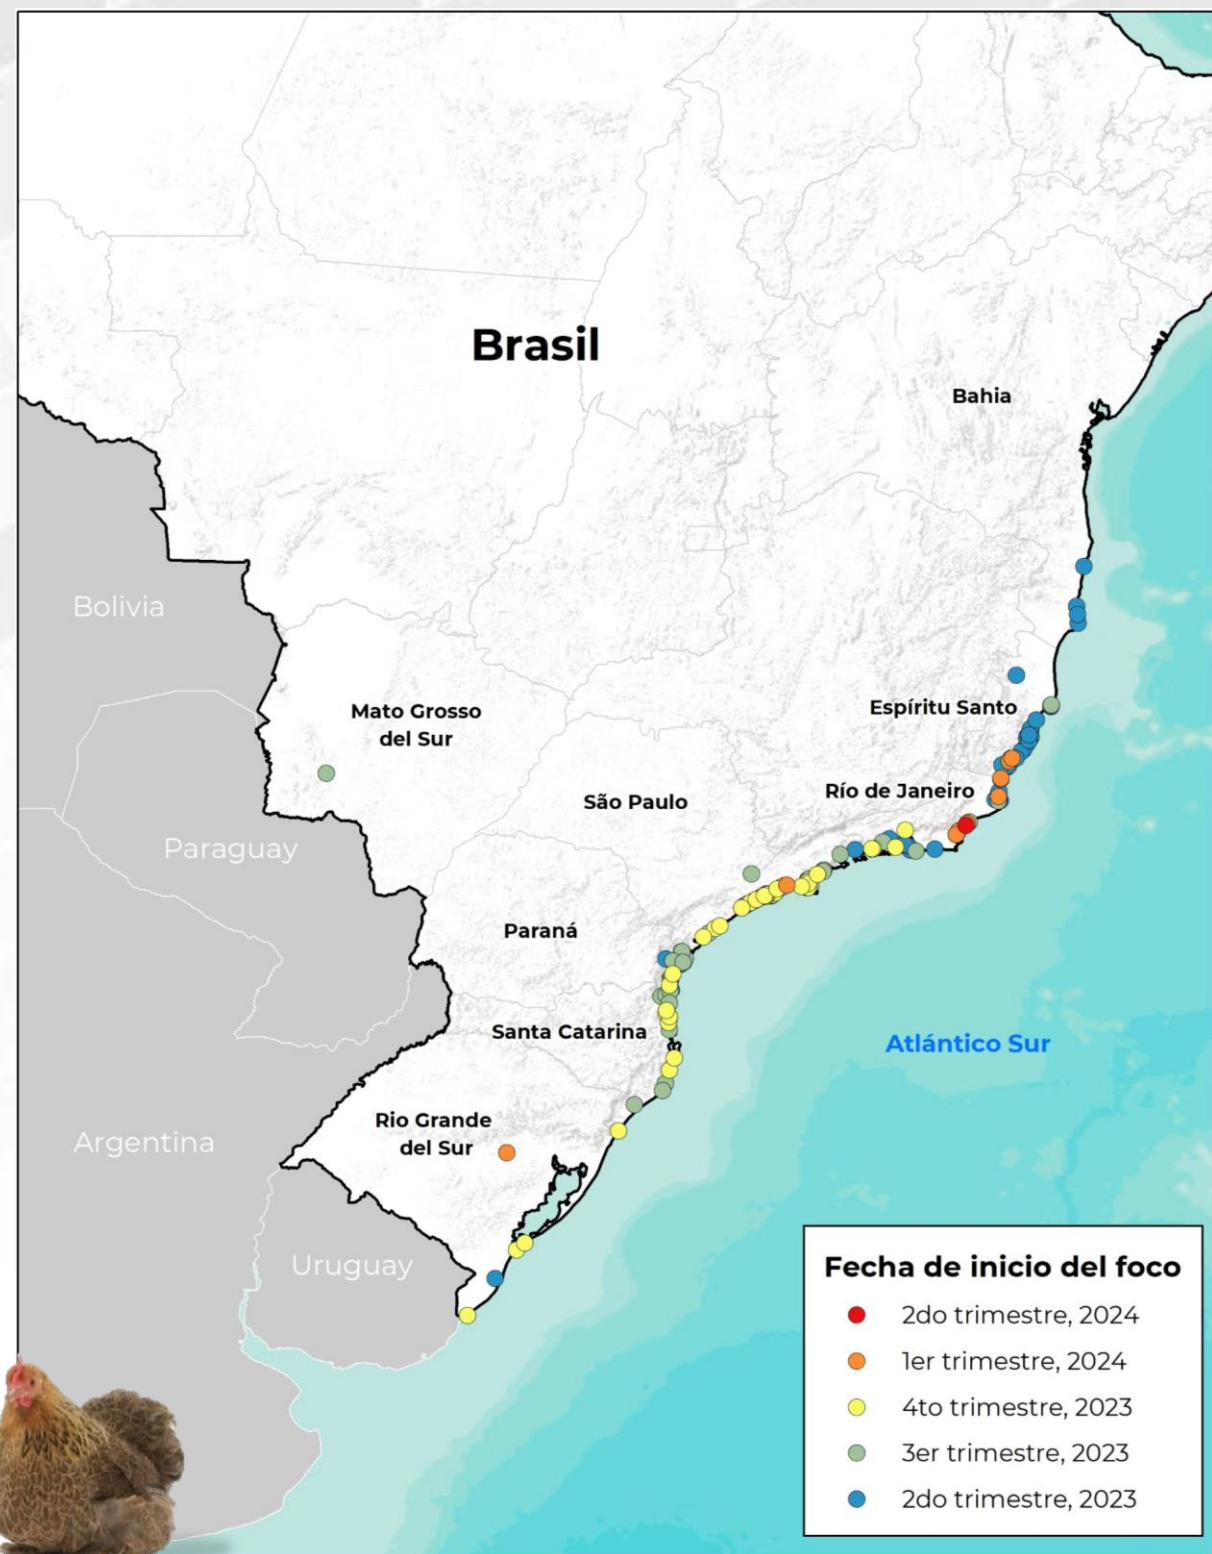 Brasil
Bahia
Bolivia
Mato Grosso
del Sur
Espíritu Santo
São Paulo
Río de Janeiro
Paraguay
Paraná
Santa Catarina
Atlántico Sur
Rio Grande
del Sur
Argentina
Uruguay
Fecha de inicio del foco
2do trimestre, 2024
1er trimestre, 2024
4to trimestre, 2023
3er trimestre, 2023
2do trimestre, 2023